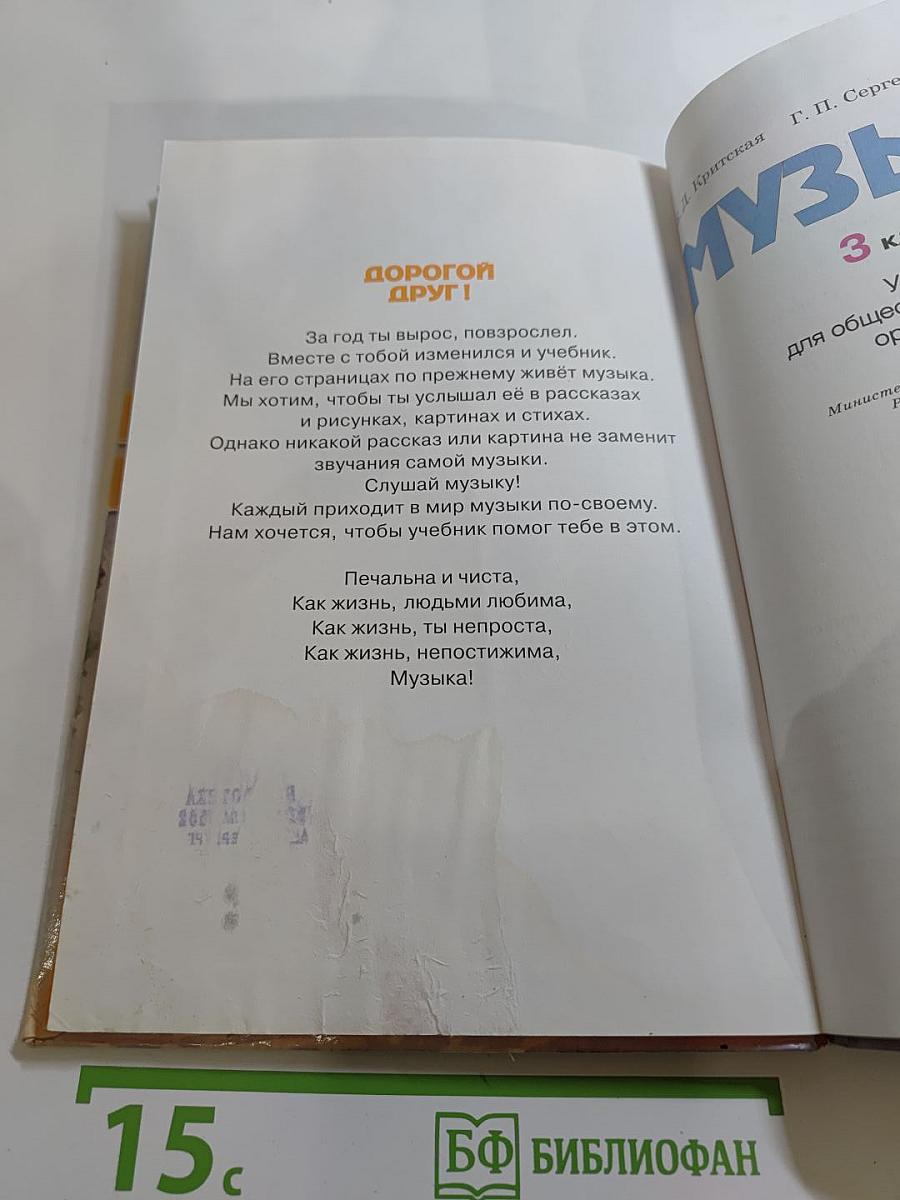 ДОРОГОЙ
ДРУГ!
За год ты вырос, повзрослел.
Вместе с тобой изменился и учебник.
На его страницах по прежнему живёт музыка.
Мы хотим, чтобы ты услышал её в рассказах
и рисунках, картинах и стихах.
Однако никакой рассказ или картина не заменит
звучания самой музыки.
Слушай музыку!
Каждый приходит в мир музыки по-своему.
Нам хочется, чтобы учебник помог тебе в этом.
Печальна и чиста,
Как жизнь, людьми любима,
Как жизнь, ты непроста,
Как жизнь, непостижима,
Музыка!
Д. Критская Г. П. Серге
МУЗЫ
3 к
У
для общес
ор
Министе
Р
15 с
БФ БИБЛИОФАН